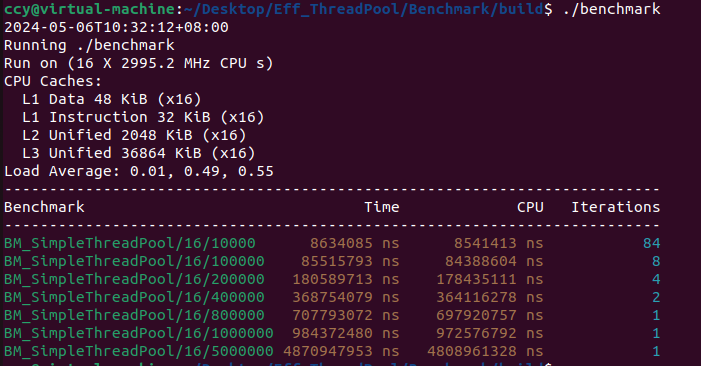 ccy@virtual-machine:~/Desktop/Eff_ThreadPool/Benchmark/build$ ./benchmark
2024-05-06T10:32:12+08:00
Running ./benchmark
Run on (16 X 2995.2 MHz CPU s)
CPU Caches:
  L1 Data 48 KiB (x16)
  L1 Instruction 32 KiB (x16)
  L2 Unified 2048 KiB (x16)
  L3 Unified 36864 KiB (x16)
Load Average: 0.01, 0.49, 0.55
-------------------------------------------------------------------------
Benchmark                               Time             CPU   Iterations
-------------------------------------------------------------------------
BM_SimpleThreadPool/16/10000      8634085 ns      8541413 ns           84
BM_SimpleThreadPool/16/100000    85515793 ns     84388604 ns            8
BM_SimpleThreadPool/16/200000   180589713 ns    178435111 ns            4
BM_SimpleThreadPool/16/400000   368754079 ns    364116278 ns            2
BM_SimpleThreadPool/16/800000   707793072 ns    697920757 ns            1
BM_SimpleThreadPool/16/1000000  984372480 ns    972576792 ns            1
BM_SimpleThreadPool/16/5000000 4870947953 ns   4808961328 ns            1